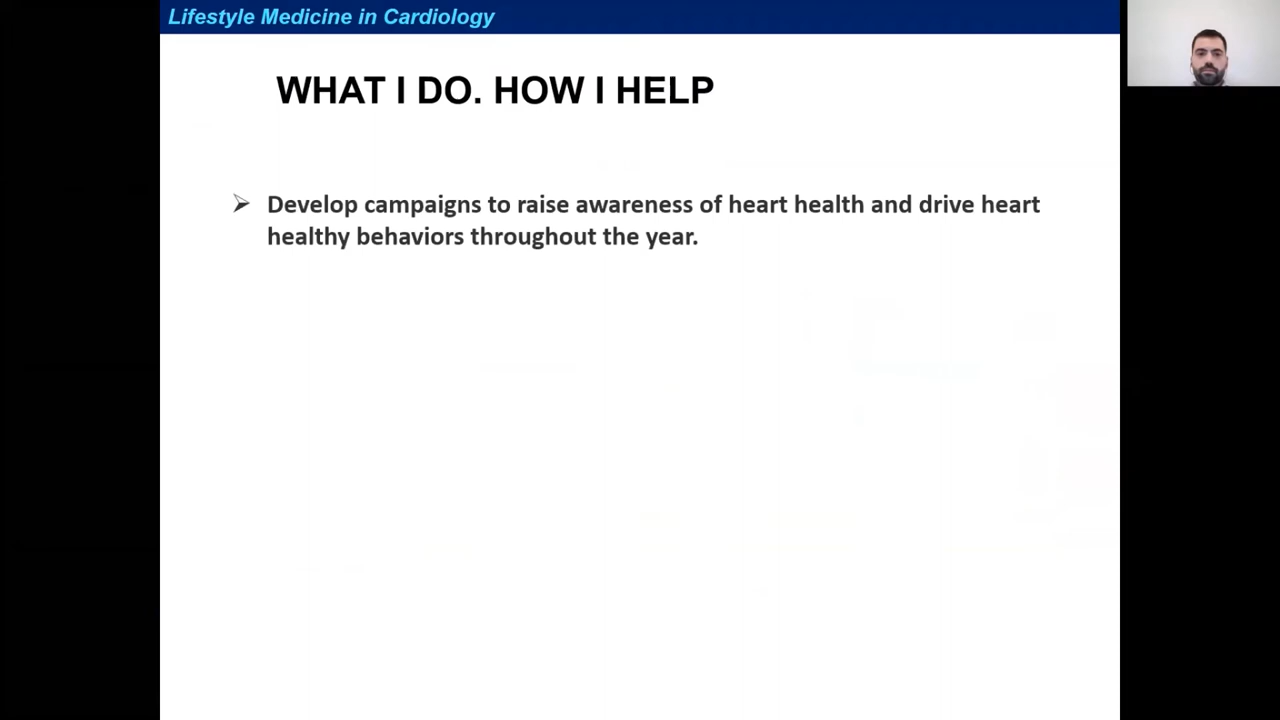 Lifestyle Medicine in Cardiology
WHAT I DO. HOW I HELP
➢ Develop campaigns to raise awareness of heart health and drive heart
healthy behaviors throughout the year.